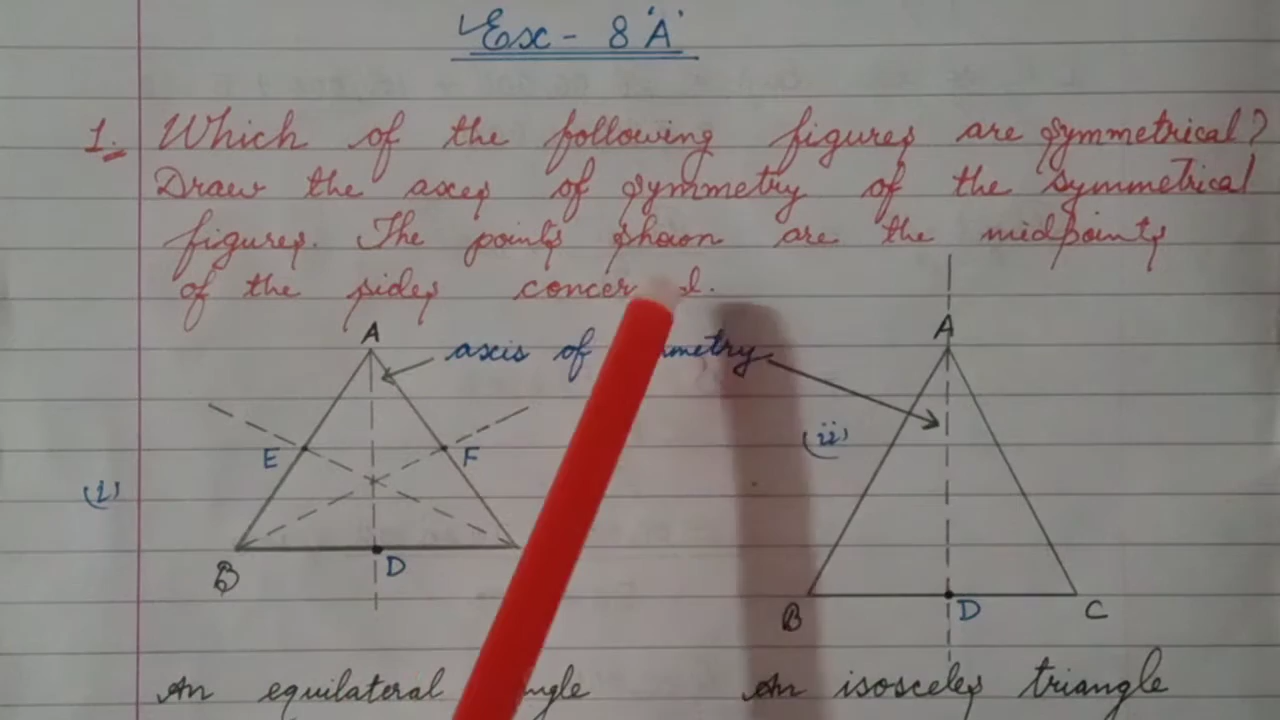 Ex - 8 'A'
1. Which of the following figures are symmetrical?
Draw the axes of symmetry of the symmetrical
figures. The points shown are the midpoints
of the sides
A
axis of
A
E
F
(ii)
(i)
B
D
B
D
C
An equilateral
An isosceles triangle